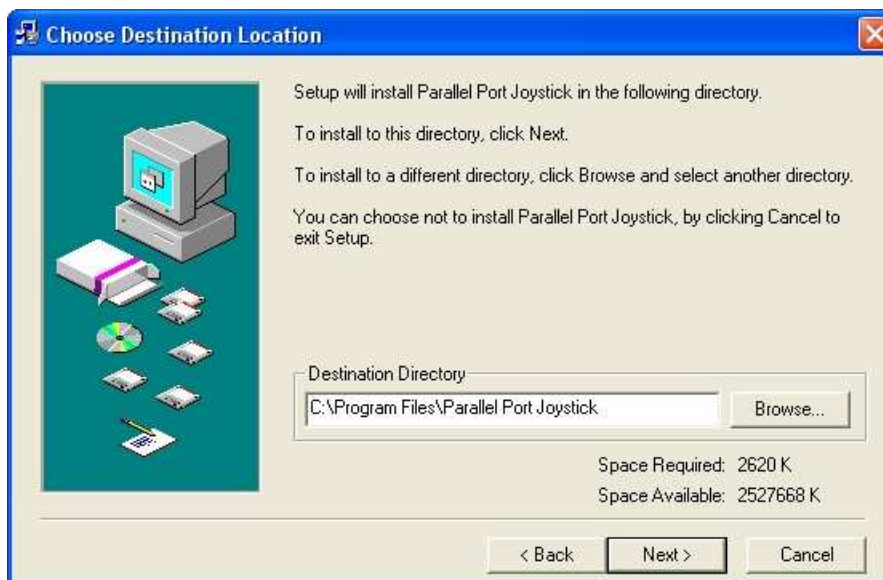 Choose Destination Location
Setup will install Parallel Port Joystick in the following directory.
To install to this directory, click Next.
To install to a different directory, click Browse and select another directory.
You can choose not to install Parallel Port Joystick, by clicking Cancel to
exit Setup.
Destination Directory
C:\Program Files\Parallel Port Joystick
Browse...
Space Required: 2620 K
Space Available: 2527668 K
< Back
Next >
Cancel